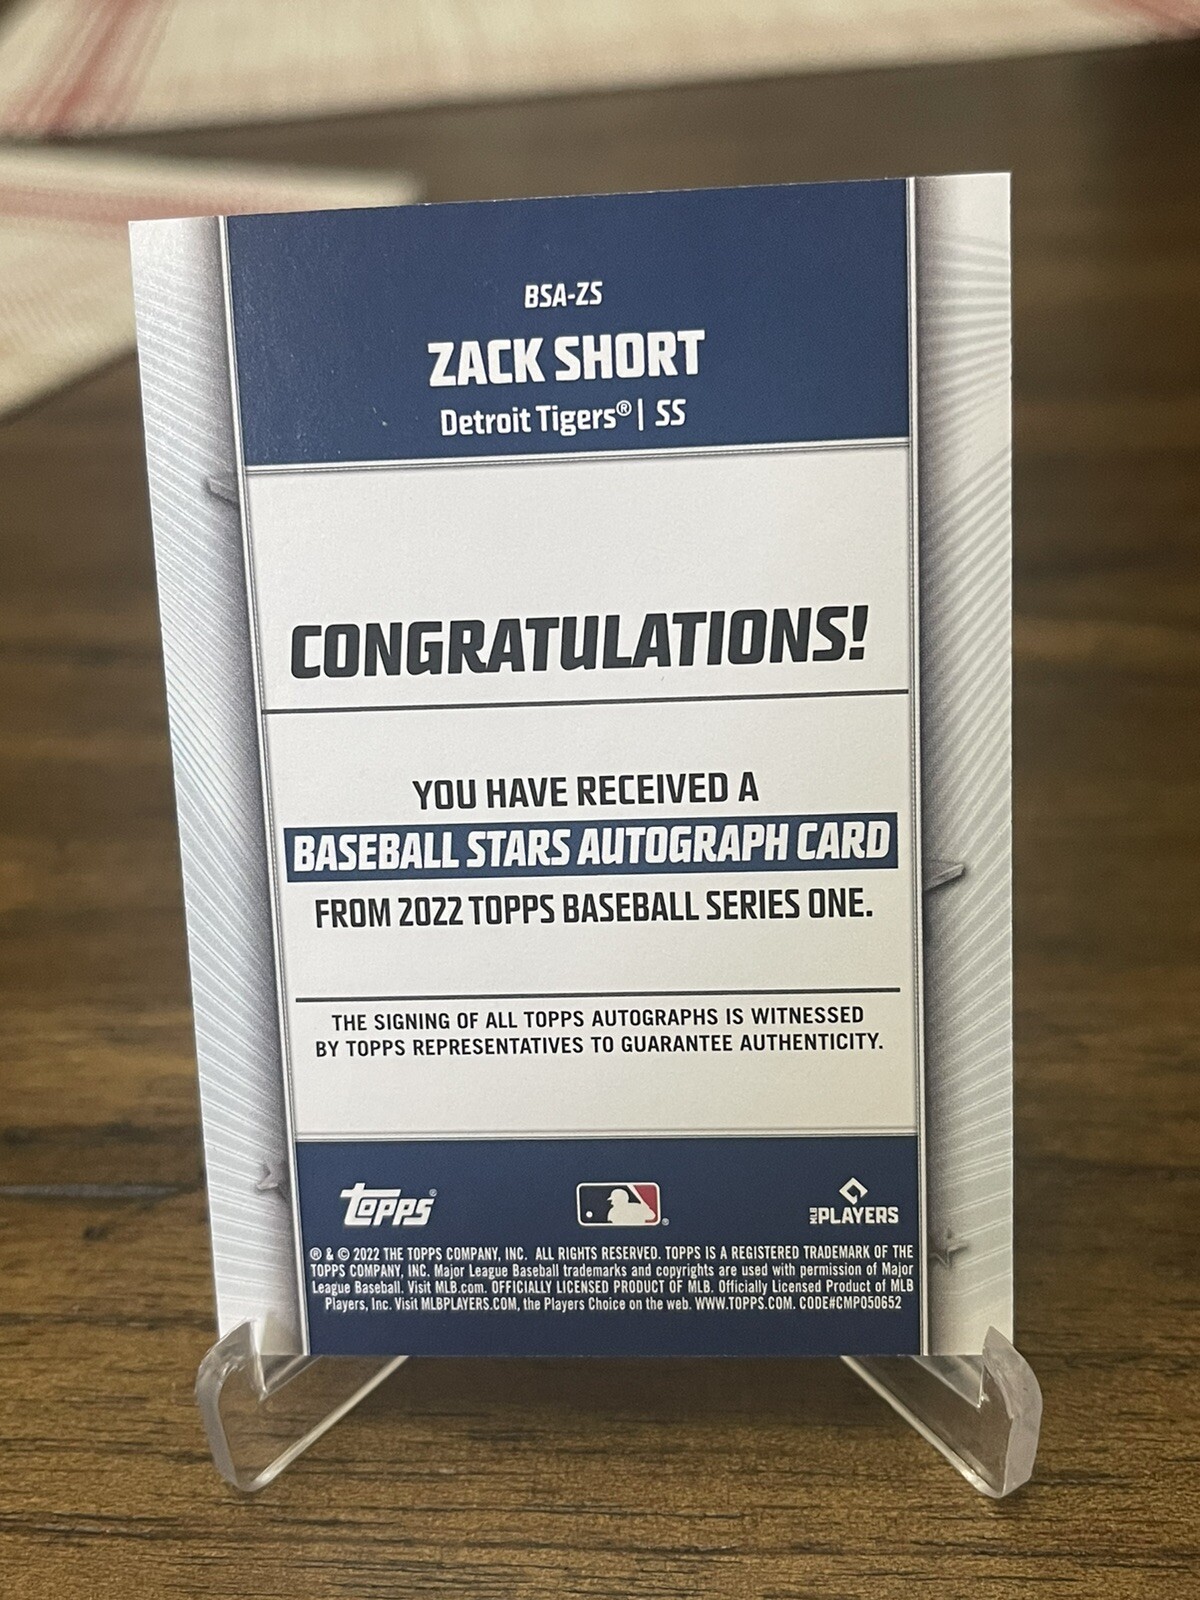 BSA-ZS
ZACK SHORT
Detroit Tigers® | SS
CONGRATULATIONS!
YOU HAVE RECEIVED A
BASEBALL STARS AUTOGRAPH CARD
FROM 2022 TOPPS BASEBALL SERIES ONE.
THE SIGNING OF ALL TOPPS AUTOGRAPHS IS WITNESSED
BY TOPPS REPRESENTATIVES TO GUARANTEE AUTHENTICITY.
topps®
®
MLB PLAYERS
® & © 2022 THE TOPPS COMPANY, INC. ALL RIGHTS RESERVED. TOPPS IS A REGISTERED TRADEMARK OF THE
TOPPS COMPANY, INC. Major League Baseball trademarks and copyrights are used with permission of Major
League Baseball. Visit MLB.com. OFFICIALLY LICENSED PRODUCT OF MLB. Officially Licensed Product of MLB
Players, Inc. Visit MLBPLAYERS.COM, the Players Choice on the web. WWW.TOPPS.COM. CODE#CMP050652